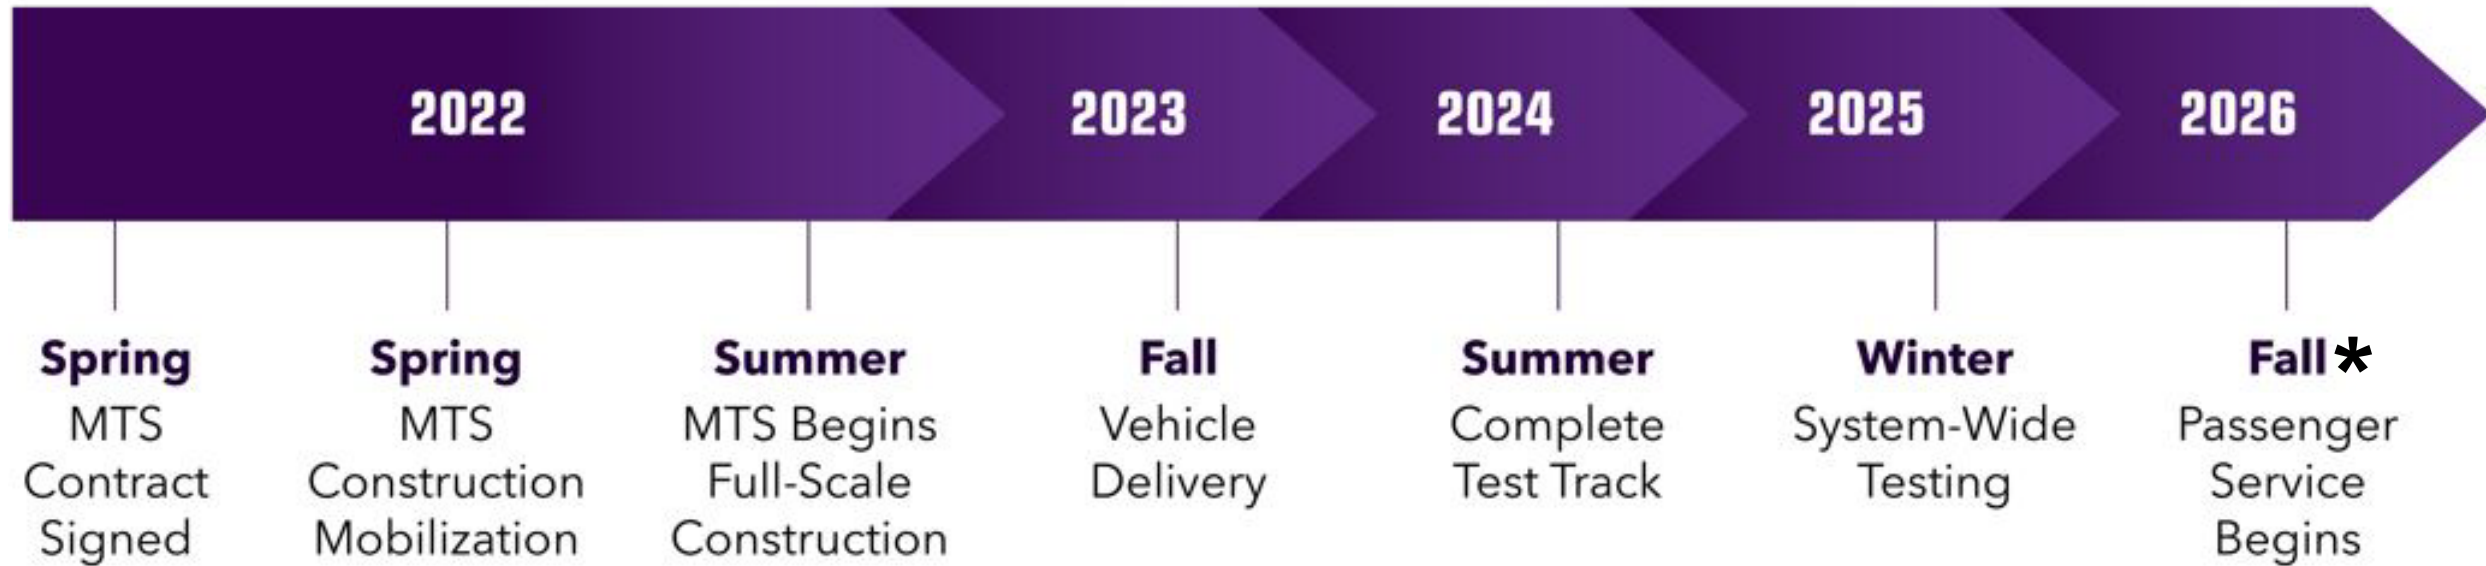 2022
2023
2024
2025
2026
Spring
MTS
Contract
Signed
Spring
MTS
Construction
Mobilization
Summer
MTS Begins
Full-Scale
Construction
Fall
Vehicle
Delivery
Summer
Complete
Test Track
Winter
System-Wide
Testing
Fall*
Passenger
Service
Begins